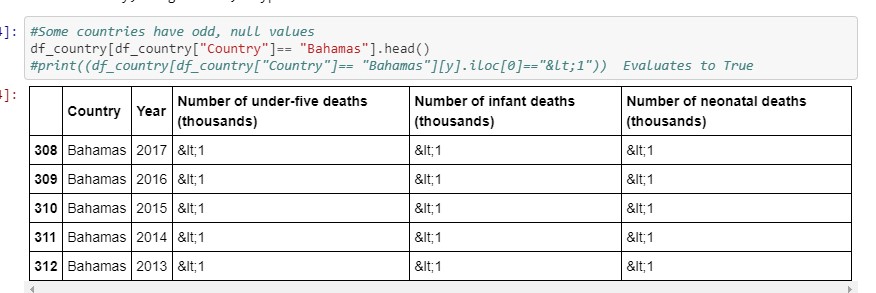 ]: #Some countries have odd, null values
df_country[df_country["Country"]== "Bahamas"].head()
#print((df_country[df_country["Country"]== "Bahamas"][y].iloc[0]=="&Lt;1"))  Evaluates to True
]:
Country Year Number of under-five deaths (thousands) Number of infant deaths (thousands) Number of neonatal deaths (thousands)
308 Bahamas 2017 &lt;1 &lt;1 &lt;1
309 Bahamas 2016 &lt;1 &lt;1 &lt;1
310 Bahamas 2015 &lt;1 &lt;1 &lt;1
311 Bahamas 2014 &lt;1 &lt;1 &lt;1
312 Bahamas 2013 &lt;1 &lt;1 &lt;1